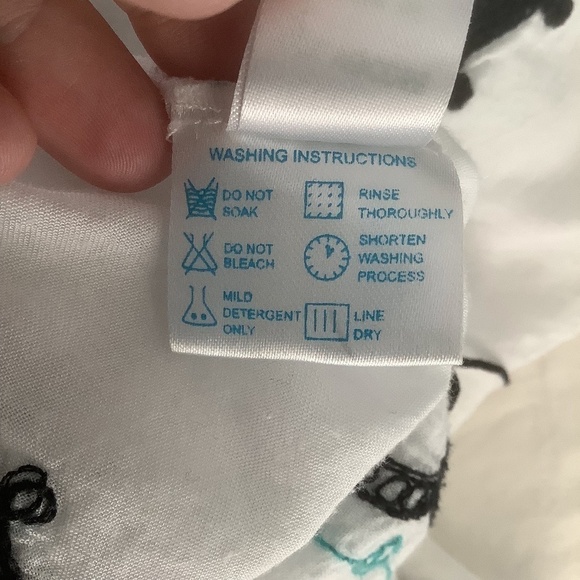 WASHING INSTRUCTIONS
DO NOT
SOAK
RINSE
THOROUGHLY
DO NOT
BLEACH
SHORTEN
WASHING
PROCESS
MILD
DETERGENT
ONLY
LINE
DRY